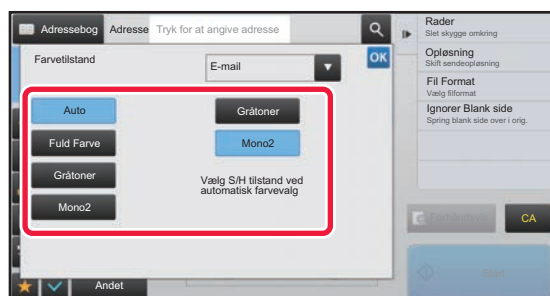 Adressebog
Adresse
Tryk for at angive adresse
Farvetilstand
E-mail
OK
Auto
Fuld Farve
Gråtoner
Mono2
Gråtoner
Mono2
Vælg S/H tilstand ved
automatisk farvevalg
Rader
Slet skygge omkring
Opløsning
Skift sendeopløsning
Fil Format
Vælg filformat
Ignorer Blank side
Spring blank side over i orig.
CA
Andet